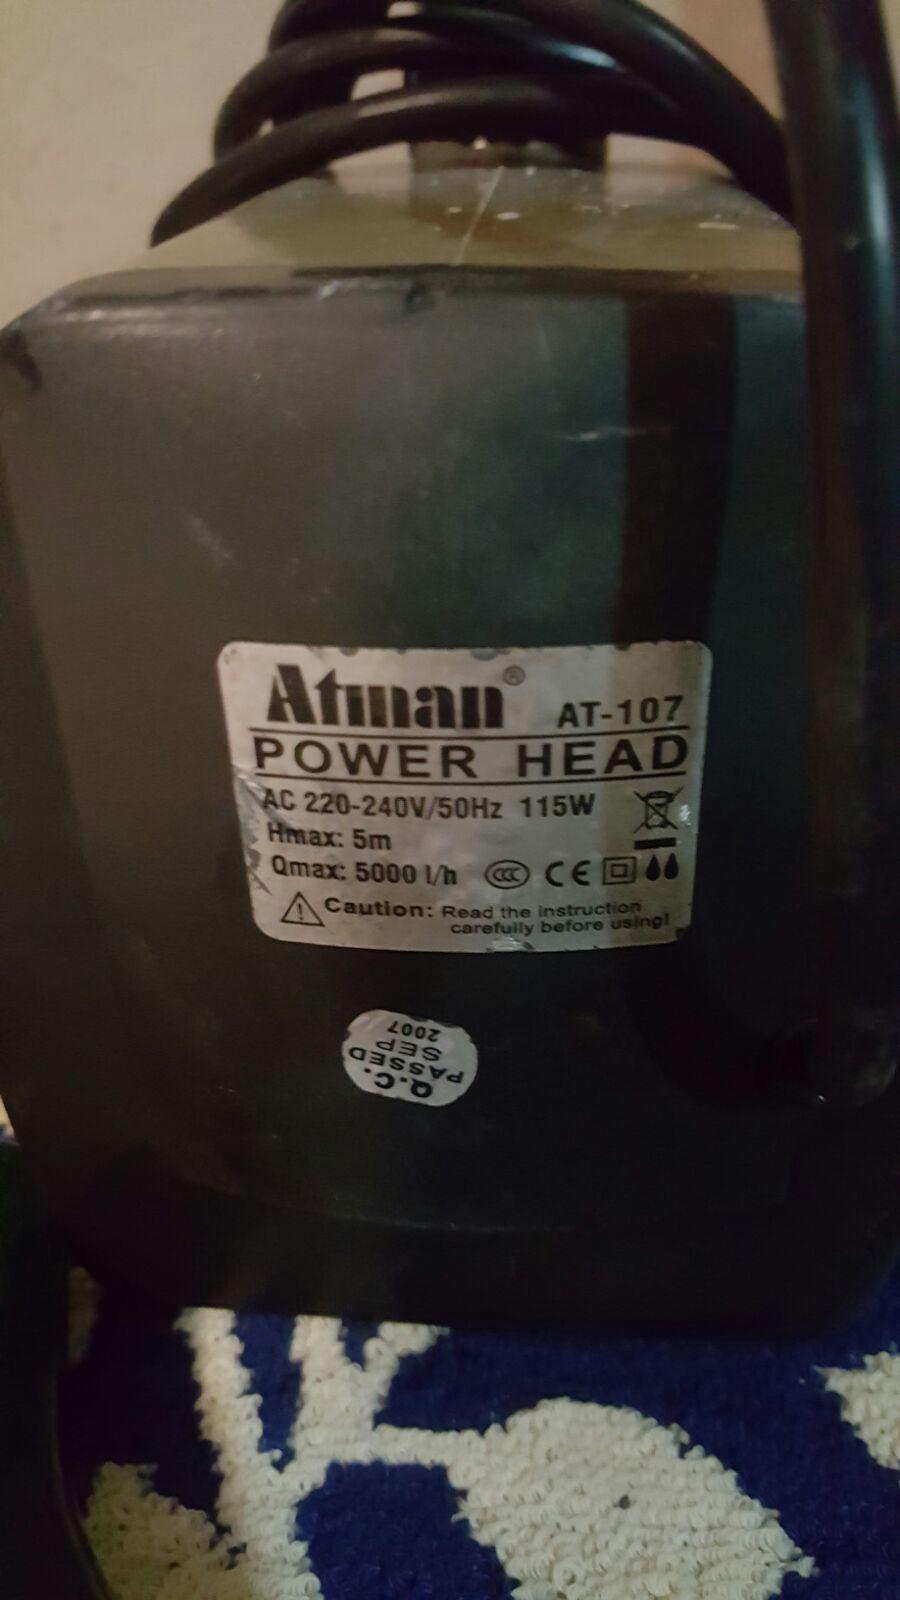 Atman® AT-107
POWER HEAD
AC 220-240V/50Hz 115W
Hmax: 5m
Qmax: 5000 l/h CCC CE
Caution: Read the instruction
carefully before using!
Q.C.
PASSED
SEP
2007